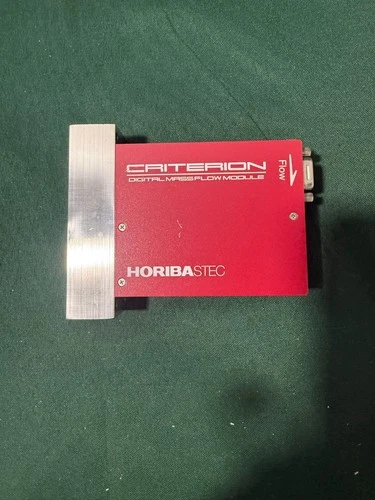 CRITERION
DIGITAL MASS FLOW MODULE
Flow
HORIBASTEC